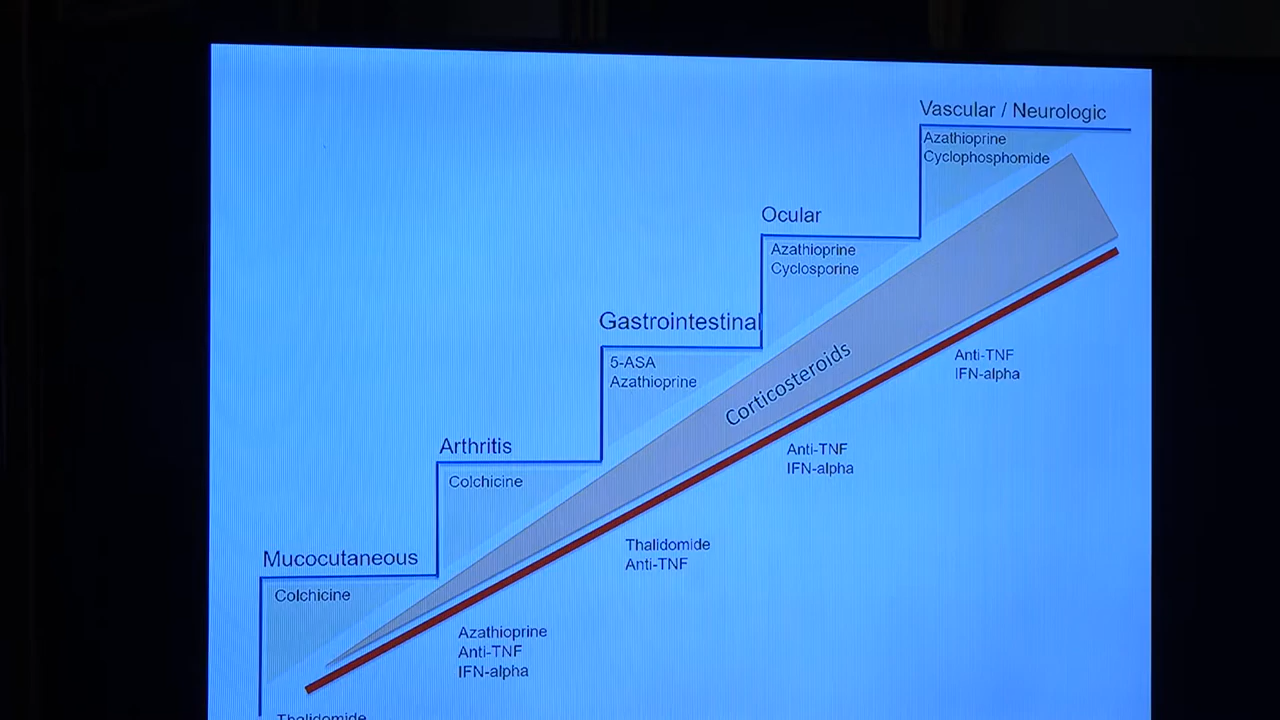 Vascular / Neurologic
Azathioprine
Cyclophosphomide
Ocular
Azathioprine
Cyclosporine
Gastrointestinal
5-ASA
Azathioprine
Corticosteroids
Anti-TNF
IFN-alpha
Arthritis
Colchicine
Anti-TNF
IFN-alpha
Mucocutaneous
Colchicine
Thalidomide
Anti-TNF
Azathioprine
Anti-TNF
IFN-alpha
Thalidomide